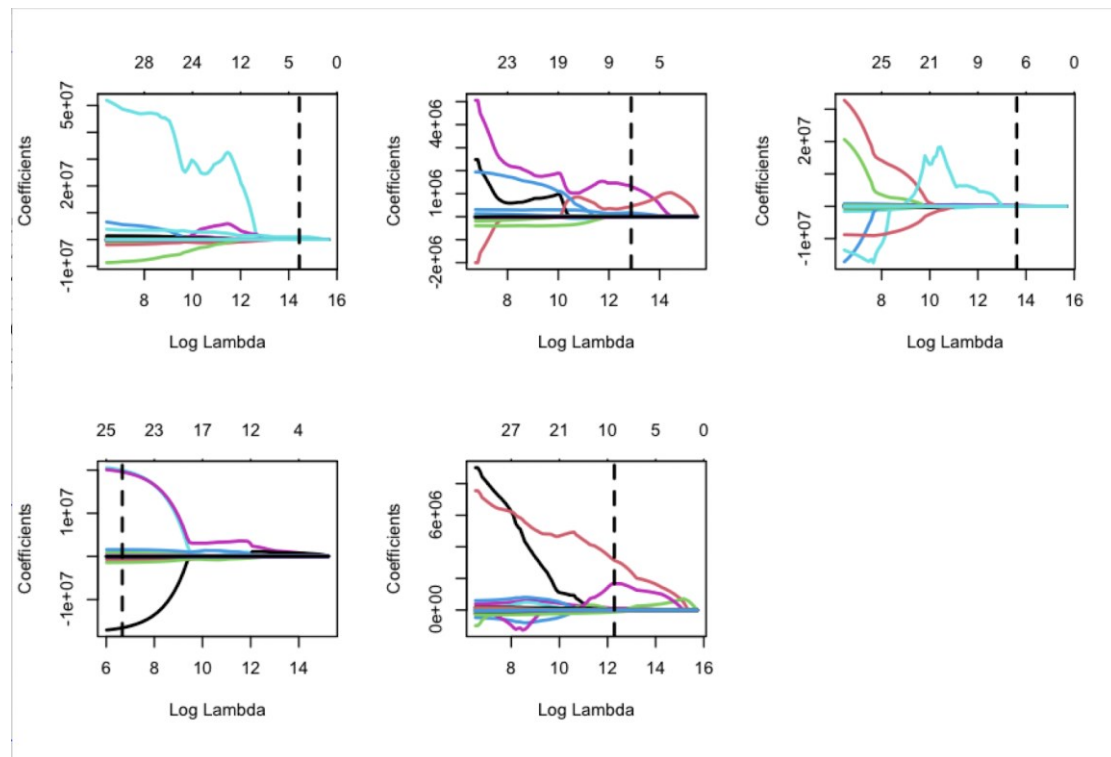 28 24 12 5 0
Coefficients
-1e+07 2e+07 5e+07
8 10 12 14 16
Log Lambda
23 19 9 5
Coefficients
-2e+06 1e+06 4e+06
8 10 12 14
Log Lambda
25 21 9 6 0
Coefficients
-1e+07 2e+07
8 10 12 14 16
Log Lambda
25 23 17 12 4
Coefficients
-1e+07 1e+07
6 8 10 12 14
Log Lambda
27 21 10 5 0
Coefficients
0e+00 6e+06
8 10 12 14 16
Log Lambda